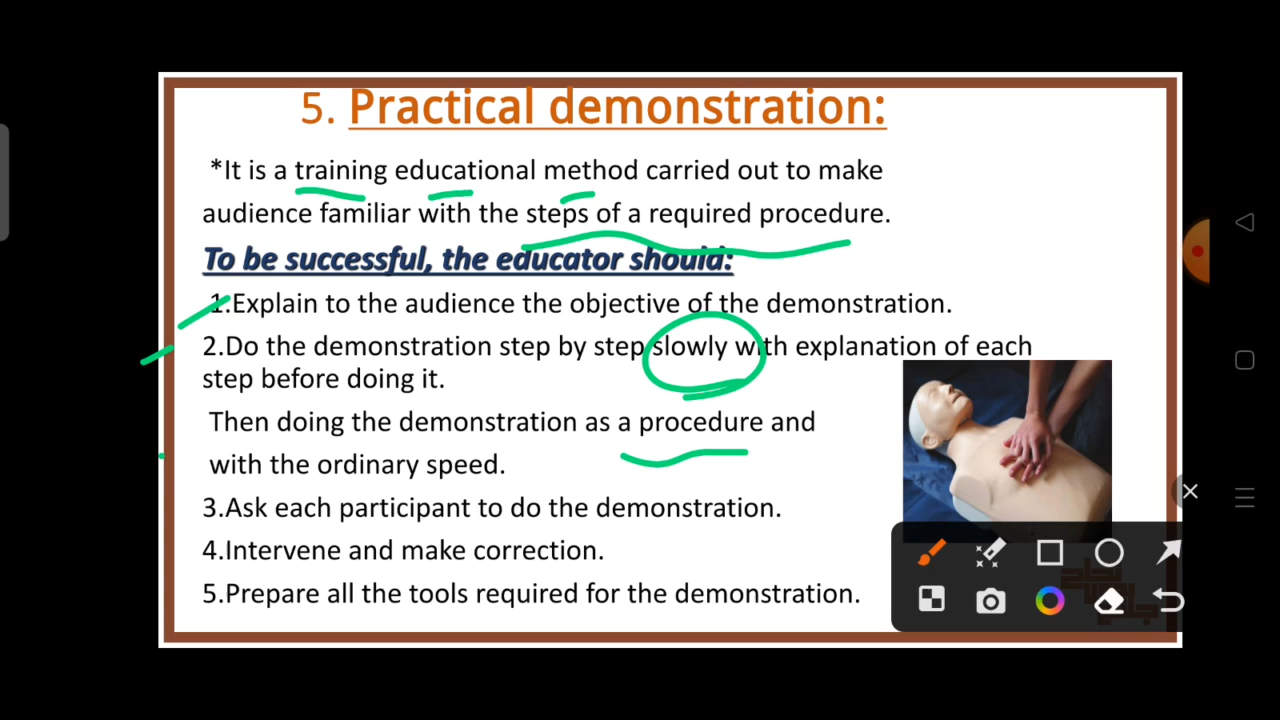 5. Practical demonstration:
*It is a training educational method carried out to make
audience familiar with the steps of a required procedure.
To be successful, the educator should:
1.Explain to the audience the objective of the demonstration.
2.Do the demonstration step by step slowly with explanation of each
step before doing it.
Then doing the demonstration as a procedure and
with the ordinary speed.
3.Ask each participant to do the demonstration.
4.Intervene and make correction.
5.Prepare all the tools required for the demonstration.